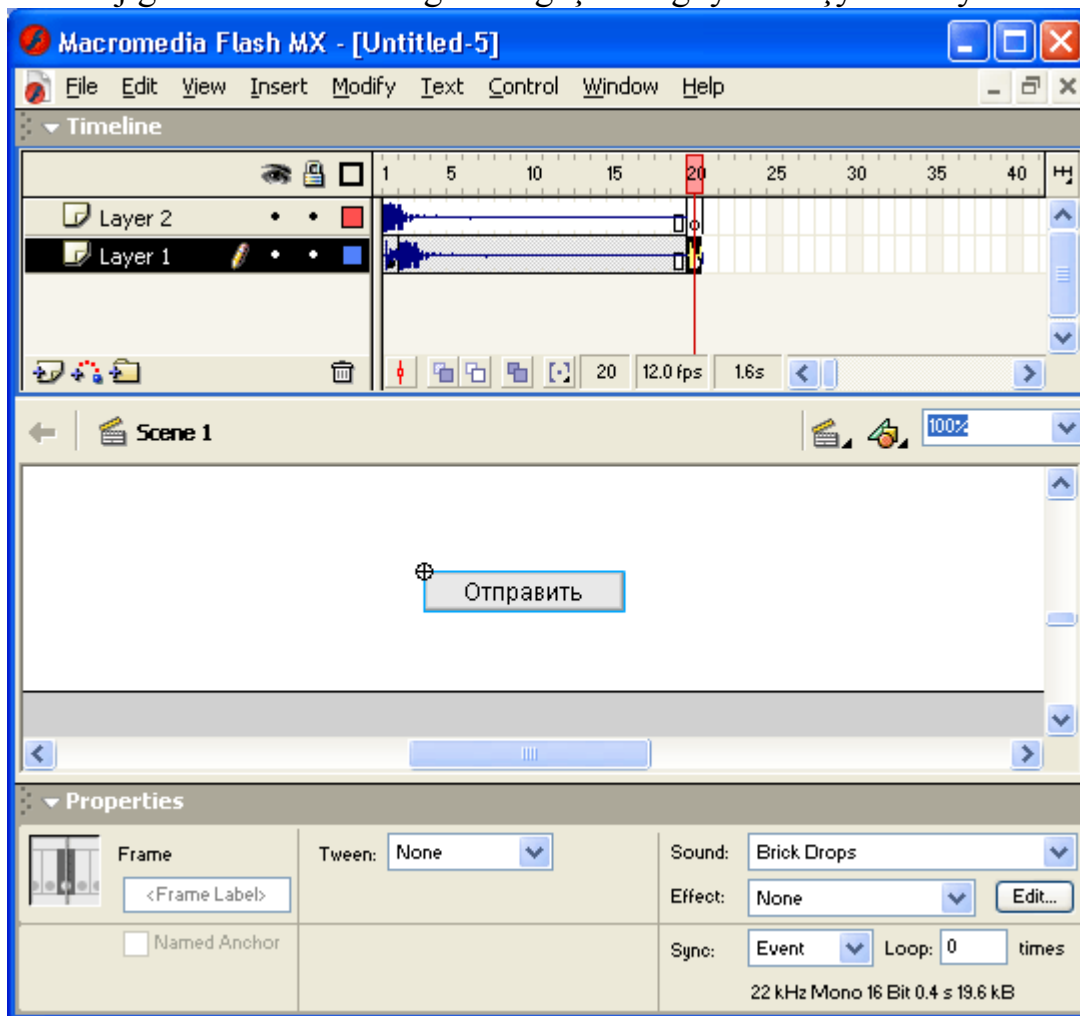 Macromedia Flash MX - [Untitled-5]
File Edit View Insert Modify Text Control Window Help
Timeline
1 5 10 15 20 25 30 35 40
Layer 2
Layer 1
20 12.0 fps 1.6s
Scene 1
100%
Отправить
Properties
Frame Tween: None Sound: Brick Drops
<Frame Label> Effect: None Edit...
Named Anchor Sync: Event Loop: 0 times
22 kHz Mono 16 Bit 0.4 s 19.6 kB